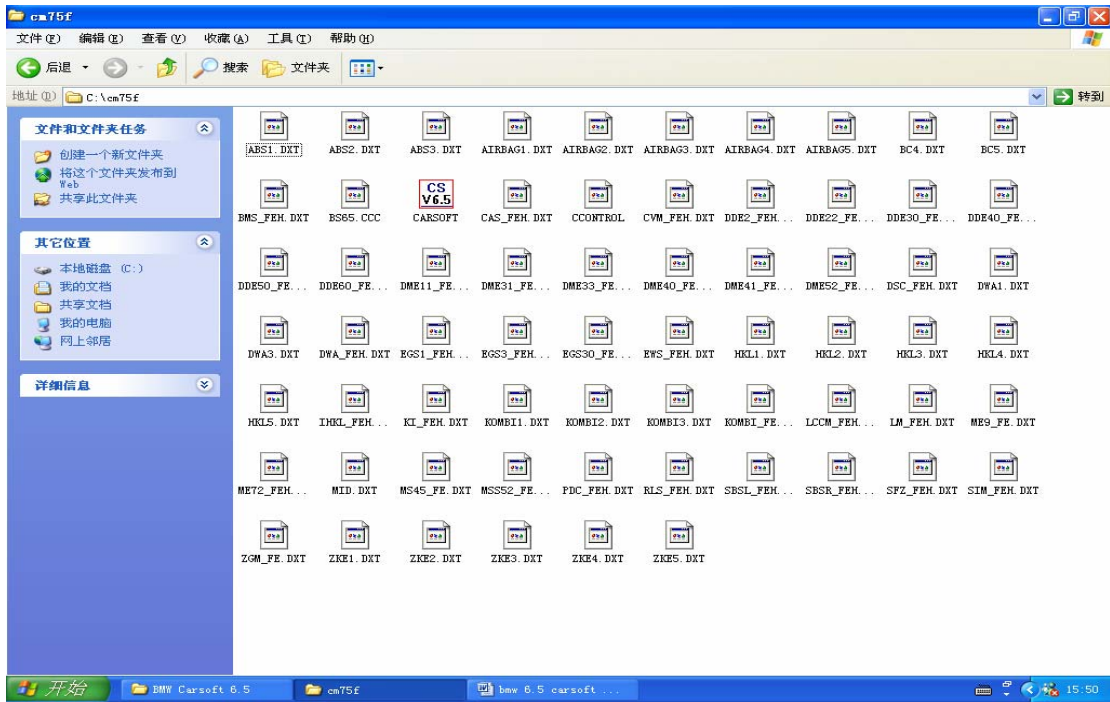 cm75f
文件(F) 编辑(E) 查看(V) 收藏(A) 工具(T) 帮助(H)
后退 搜索 文件夹
地址(D) C:\cm75f 转到
文件和文件夹任务
创建一个新文件夹
将这个文件夹发布到
Web
共享此文件夹
其它位置
本地磁盘 (C:)
我的文档
共享文档
我的电脑
网上邻居
详细信息
ABS1.DXT ABS2.DXT ABS3.DXT AIRBAG1.DXT AIRBAG2.DXT AIRBAG3.DXT AIRBAG4.DXT AIRBAG5.DXT BC4.DXT BC5.DXT
CS
V6.5
BMS_FEH.DXT BS65.CCC CARSOFT CAS_FEH.DXT CCONTROL CVM_FEH.DXT DDE2_FEH... DDE22_FE... DDE30_FE... DDE40_FE...
DDE50_FE... DDE60_FE... DME11_FE... DME31_FE... DME33_FE... DME40_FE... DME41_FE... DME52_FE... DSC_FEH.DXT DWA1.DXT
DWA3.DXT DWA_FEH.DXT EGS1_FEH... EGS3_FEH... EGS30_FE... EWS_FEH.DXT HKL1.DXT HKL2.DXT HKL3.DXT HKL4.DXT
HKL5.DXT IHKL_FEH... KI_FEH.DXT KOMBI1.DXT KOMBI2.DXT KOMBI3.DXT KOMBI_FE... LCCM_FEH... LM_FEH.DXT ME9_FE.DXT
ME72_FEH... MID.DXT MS45_FE.DXT MSS52_FE... PDC_FEH.DXT RLS_FEH.DXT SBSL_FEH... SBSR_FEH... SFZ_FEH.DXT SIM_FEH.DXT
ZGM_FE.DXT ZKE1.DXT ZKE2.DXT ZKE3.DXT ZKE4.DXT ZKE5.DXT
开始 BMW Carsoft 6.5 cm75f bmw 6.5 carsoft ... 15:50